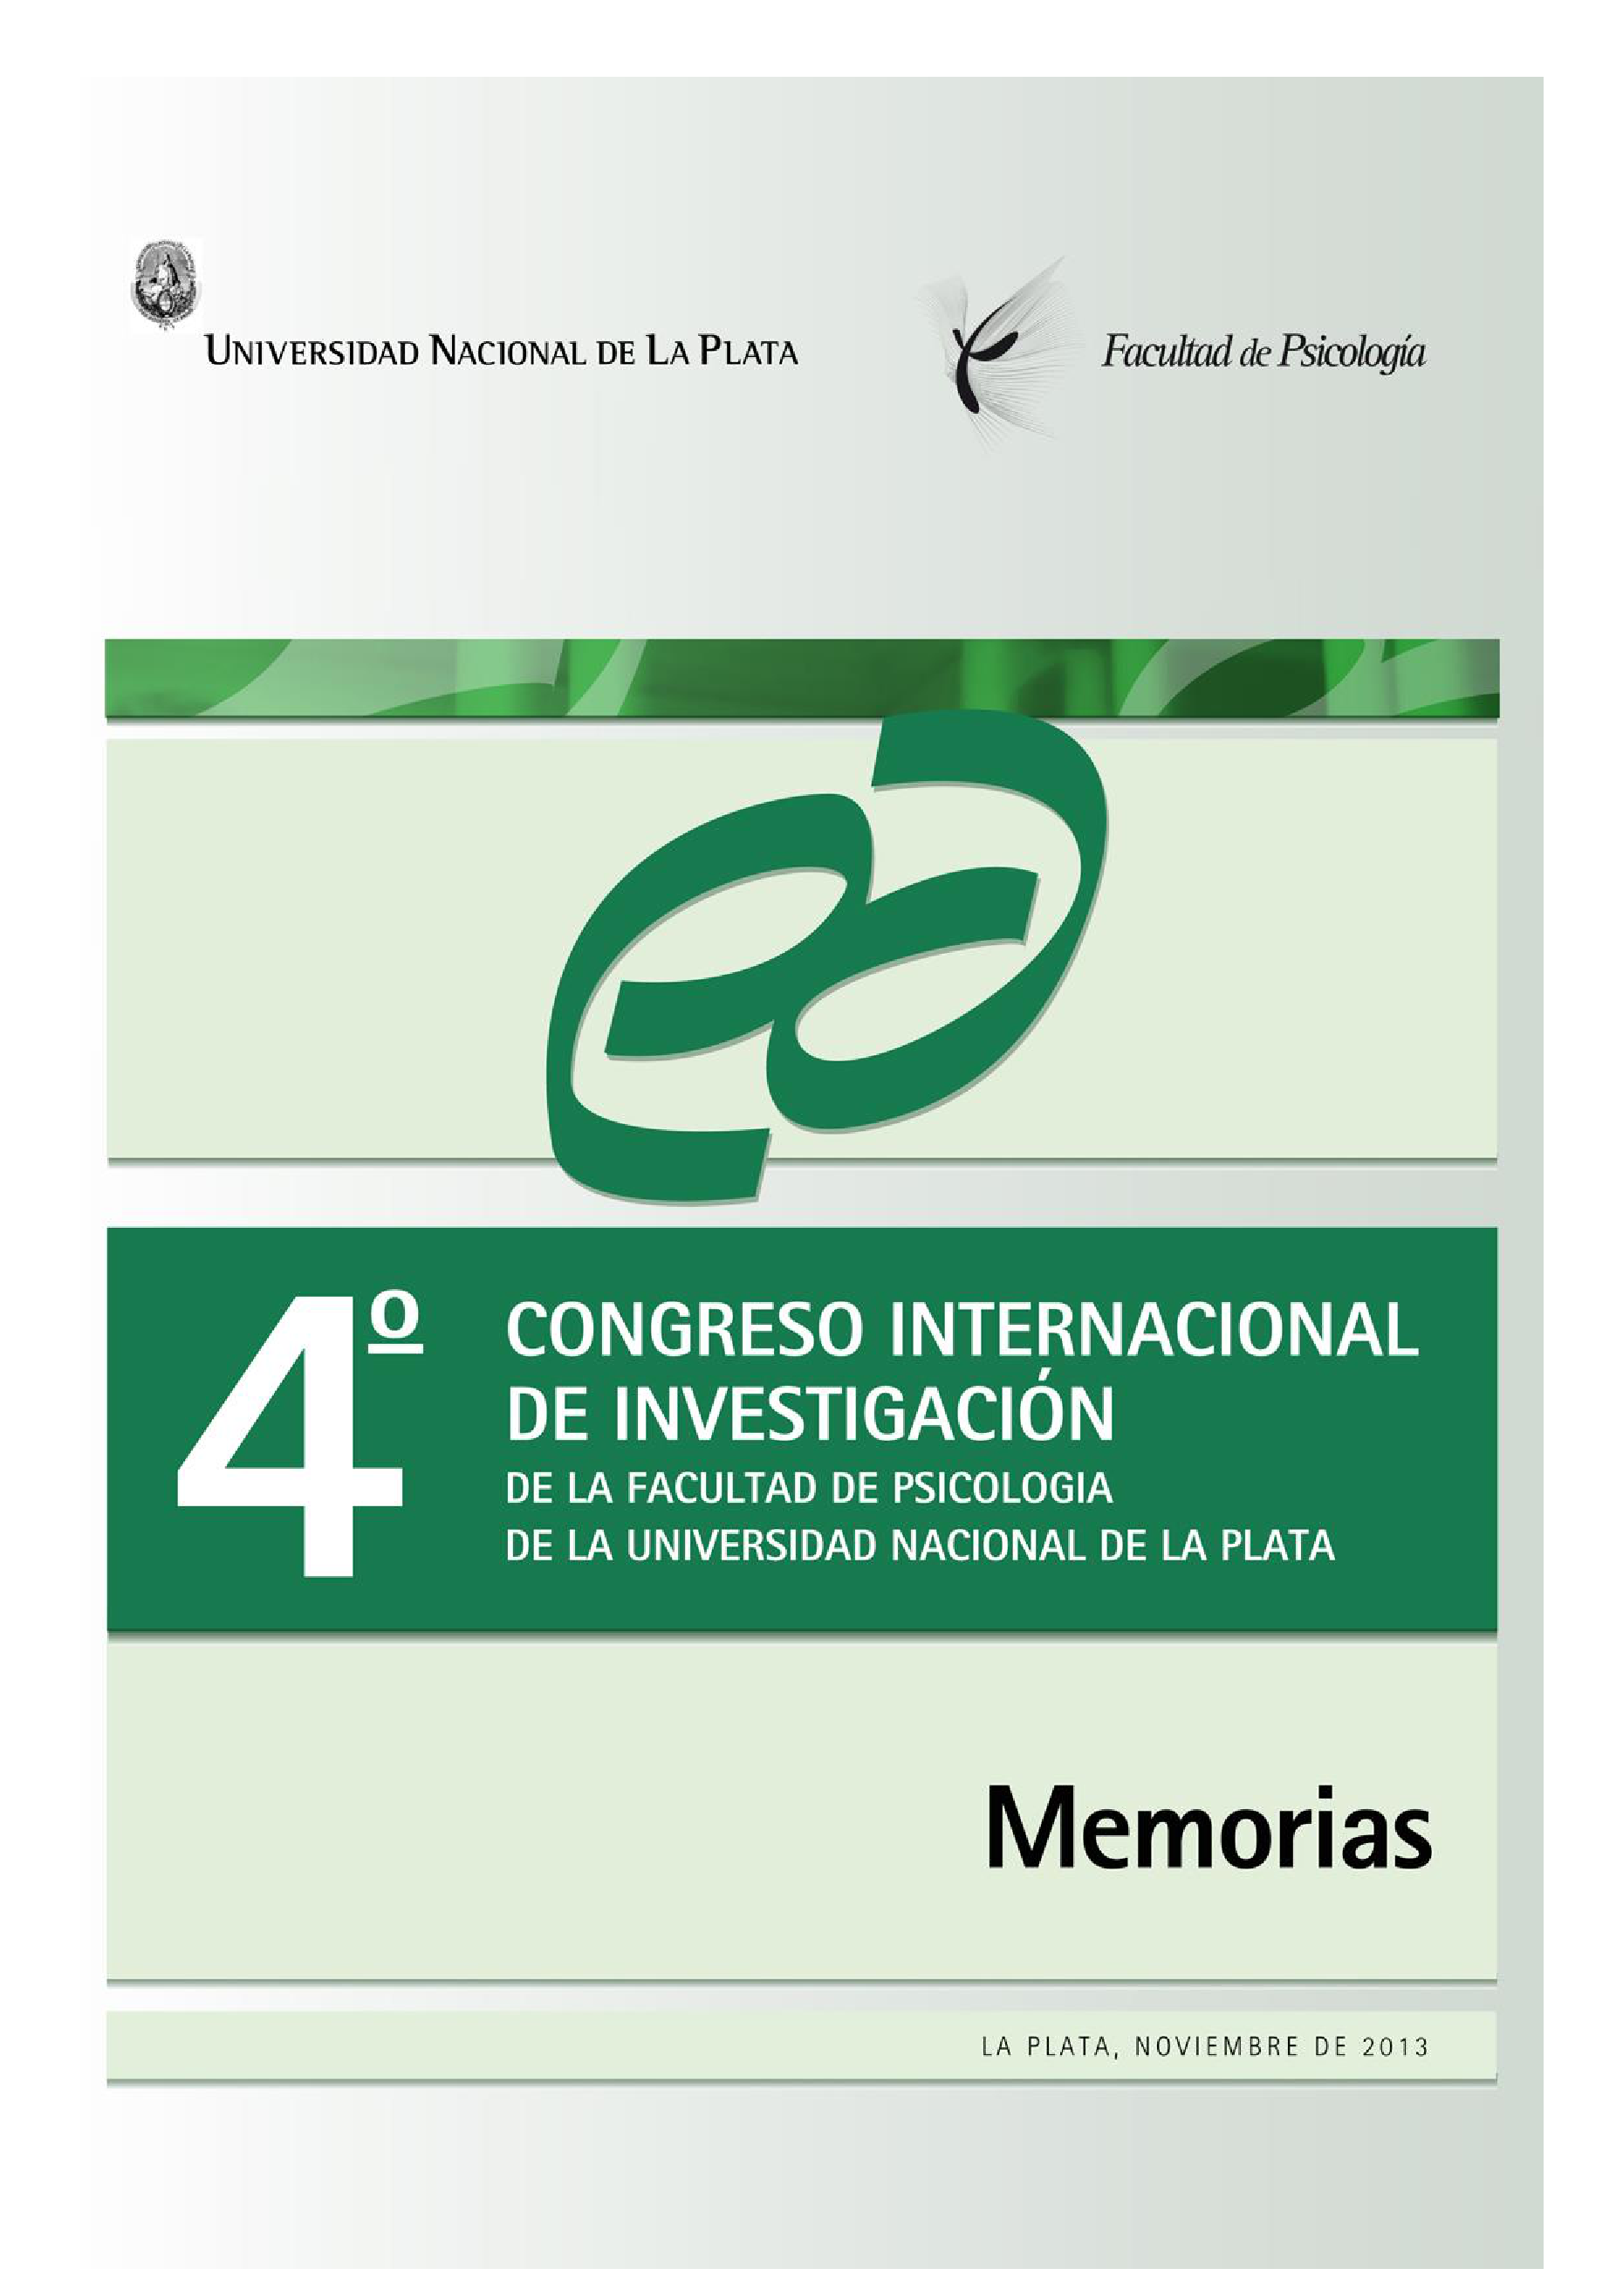 UNIVERSIDAD NACIONAL DE LA PLATA
Facultad de Psicología
4º
CONGRESO INTERNACIONAL
DE INVESTIGACIÓN
DE LA FACULTAD DE PSICOLOGIA
DE LA UNIVERSIDAD NACIONAL DE LA PLATA
Memorias
LA PLATA, NOVIEMBRE DE 2013